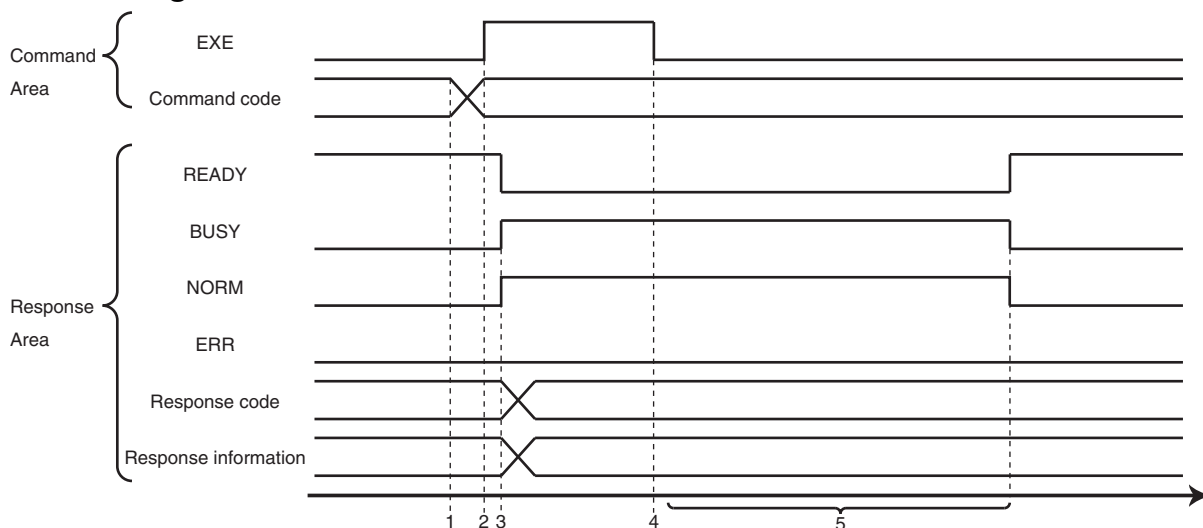 EXE
Command
Area
Command code
READY
BUSY
NORM
Response
Area
ERR
Response code
Response information
1 2 3 4 5